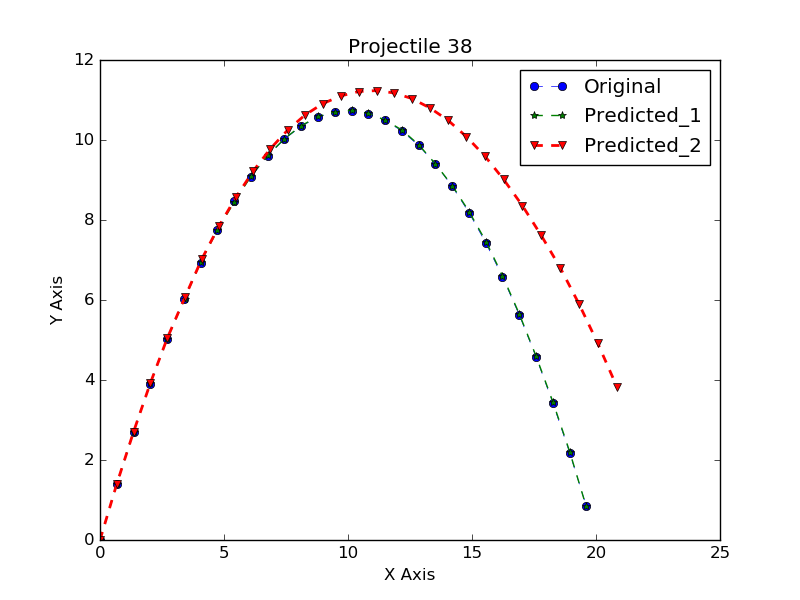 Projectile 38
12
10
8
6
4
2
0
Y Axis
Original
Predicted_1
Predicted_2
0 5 10 15 20 25
X Axis